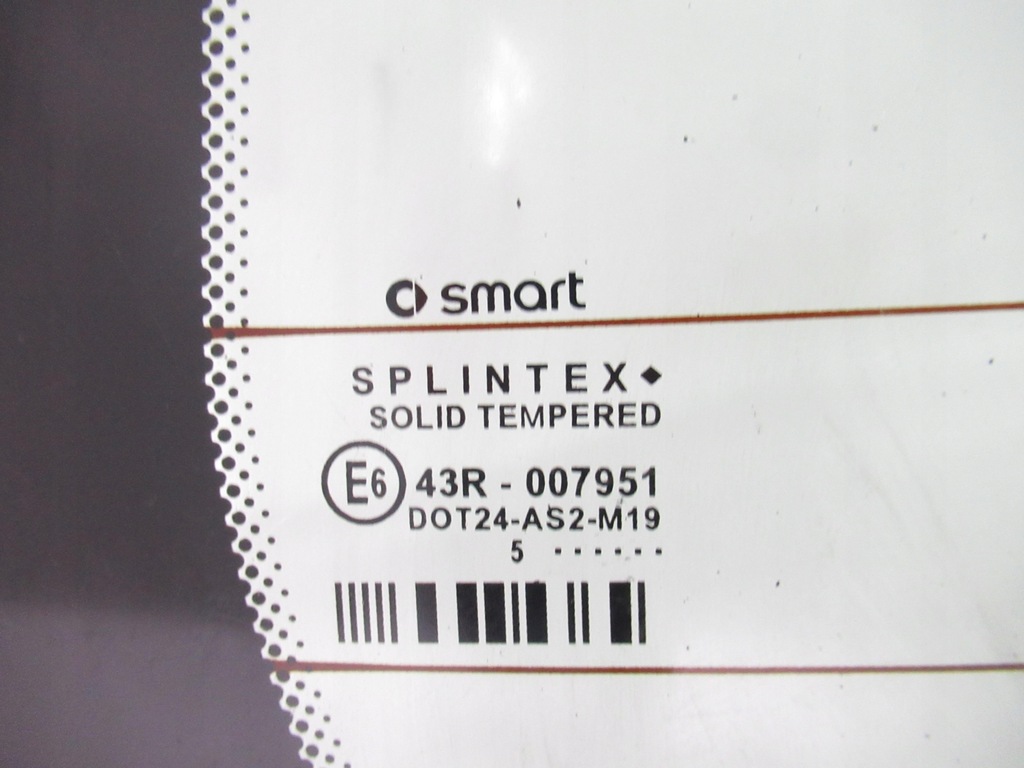 smart
SPLINTEX◆
SOLID TEMPERED
E6 43R - 007951
DOT24-AS2-M19
5 ······